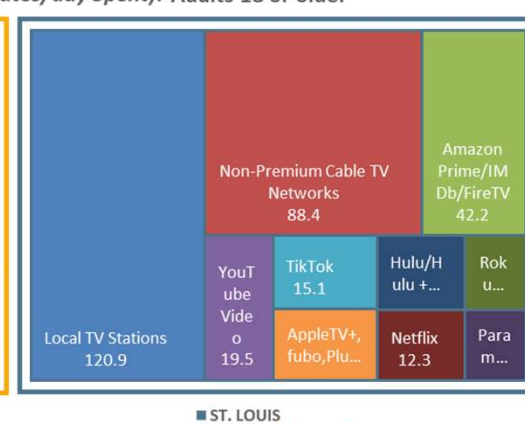 day Spent): Adults 18 or older
Non-Premium Cable TV
Networks
88.4
Amazon
Prime/IM
Db/FireTV
42.2
Local TV Stations
120.9
YouT
ube
Vide
o
19.5
TikTok
15.1
Hulu/H
ulu +...
Rok
u...
AppleTV+,
fubo,Plu...
Netflix
12.3
Para
m...
ST. LOUIS